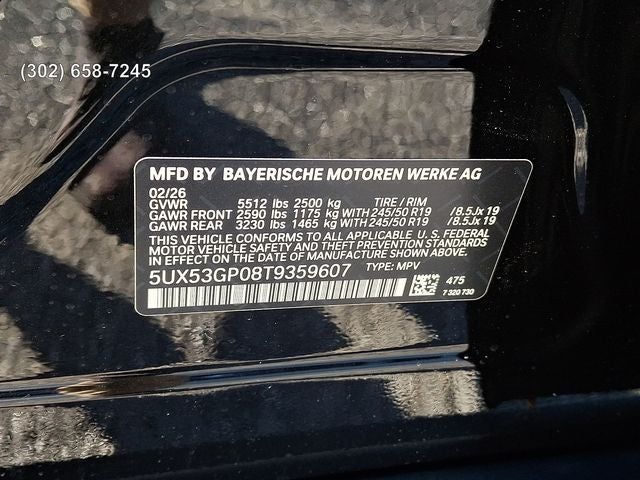 (302) 658-7245
MFD BY BAYERISCHE MOTOREN WERKE AG
02/26
GVWR 5512 lbs 2500 kg TIRE / RIM
GAWR FRONT 2590 lbs 1175 kg WITH 245/50 R19 /8.5Jx 19
GAWR REAR 3230 lbs 1465 kg WITH 245/50 R19 /8.5Jx 19
THIS VEHICLE CONFORMS TO ALL APPLICABLE U.S. FEDERAL
MOTOR VEHICLE SAFETY AND THEFT PREVENTION STANDARDS
IN EFFECT ON THE DATE OF MANUFACTURE SHOWN ABOVE.
5UX53GP08T9359607 TYPE: MPV
475
7 320 730